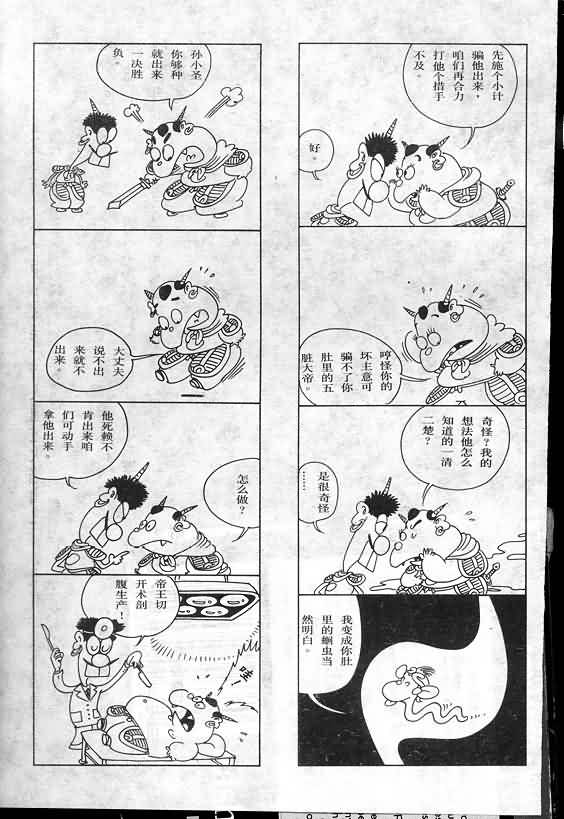 先施个小计
骗他出来，
咱们再合力
打他个措手
不及。
好。
哼怪你的
坏主意可
骗不了你
肚里的五
脏大帝。
奇怪？我的
想法他怎么
知道的一清
二楚？
是很奇怪
……
我变成你肚
里的蛔虫当
然明白。
孙小圣
你够种
就出来
一决胜
负。
大丈夫
说不出
来就不
出来。
他死赖不
肯出来咱
们可动手
拿他出来。
怎么做？
帝王切
开术剖
腹生产！
哇！